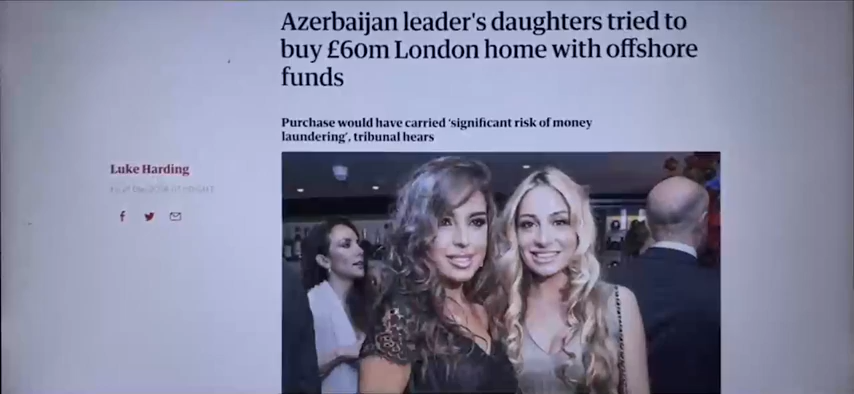 Azerbaijan leader's daughters tried to
buy £60m London home with offshore
funds
Purchase would have carried 'significant risk of money
laundering', tribunal hears
Luke Harding